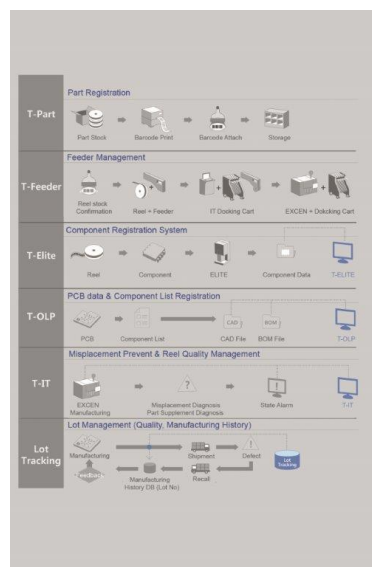 T-Part
Part Registration
Part Stock
Barcode Print
Barcode Attach
Storage
T-Feeder
Feeder Management
Reel stock
Confirmation
Reel + Feeder
IT Docking Cart
EXCEN + Dokcking Cart
T-Elite
Component Registration System
Reel
Component
ELITE
Component Data
T-ELITE
T-OLP
PCB data & Component List Registration
PCB
Component List
CAD
CAD File
BOM
BOM File
T-OLP
T-IT
Misplacement Prevent & Reel Quality Management
EXCEN
Manufacturing
Misplacement Diagnosis
Part Supplement Diagnosis
State Alarm
T-IT
Lot
Tracking
Lot Management (Quality, Manufacturing History)
Manufacturing
Shipment
Defect
Lot
Tracking
Feedback
Manufacturing
History DB (Lot No)
Recall